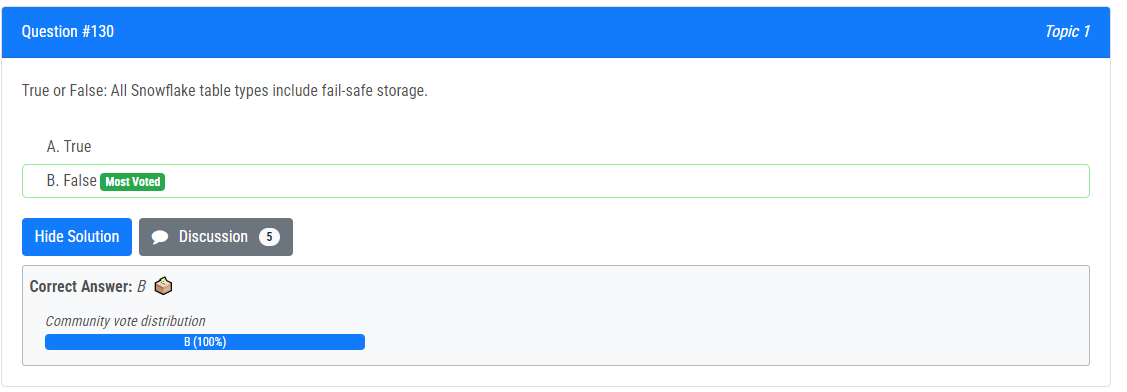 Question #130
Topic 1
True or False: All Snowflake table types include fail-safe storage.
A. True
B. False Most Voted
Hide Solution
Discussion 5
Correct Answer: B
Community vote distribution
B (100%)